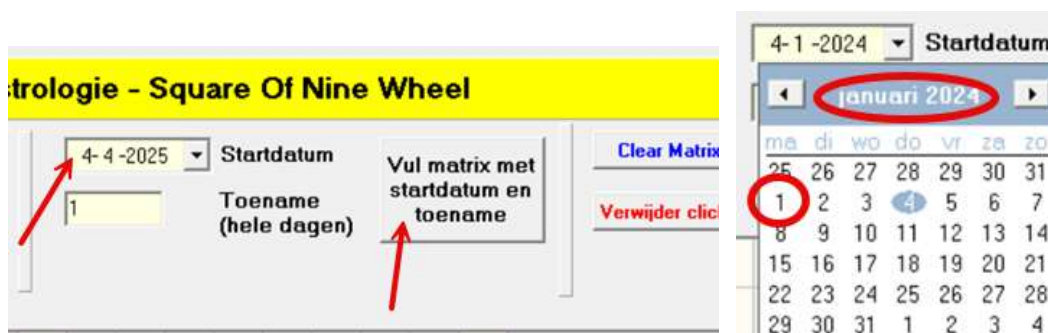 strologie - Square Of Nine Wheel
4- 4 -2025 Startdatum
1 Toename
(hele dagen)
Vul matrix met
startdatum en
toename
Clear Matrix
Verwijder click
4- 1 -2024 Startdatum
januari 2024
ma di wo do vr za zo
25 26 27 28 29 30 31
1 2 3 4 5 6 7
8 9 10 11 12 13 14
15 16 17 18 19 20 21
22 23 24 25 26 27 28
29 30 31 1 2 3 4